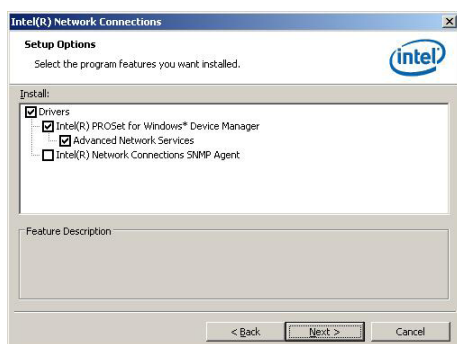 Intel(R) Network Connections
Setup Options
Select the program features you want installed.
intel
Install:
Drivers
Intel(R) PROSet for Windows* Device Manager
Advanced Network Services
Intel(R) Network Connections SNMP Agent
Feature Description
< Back
Next >
Cancel